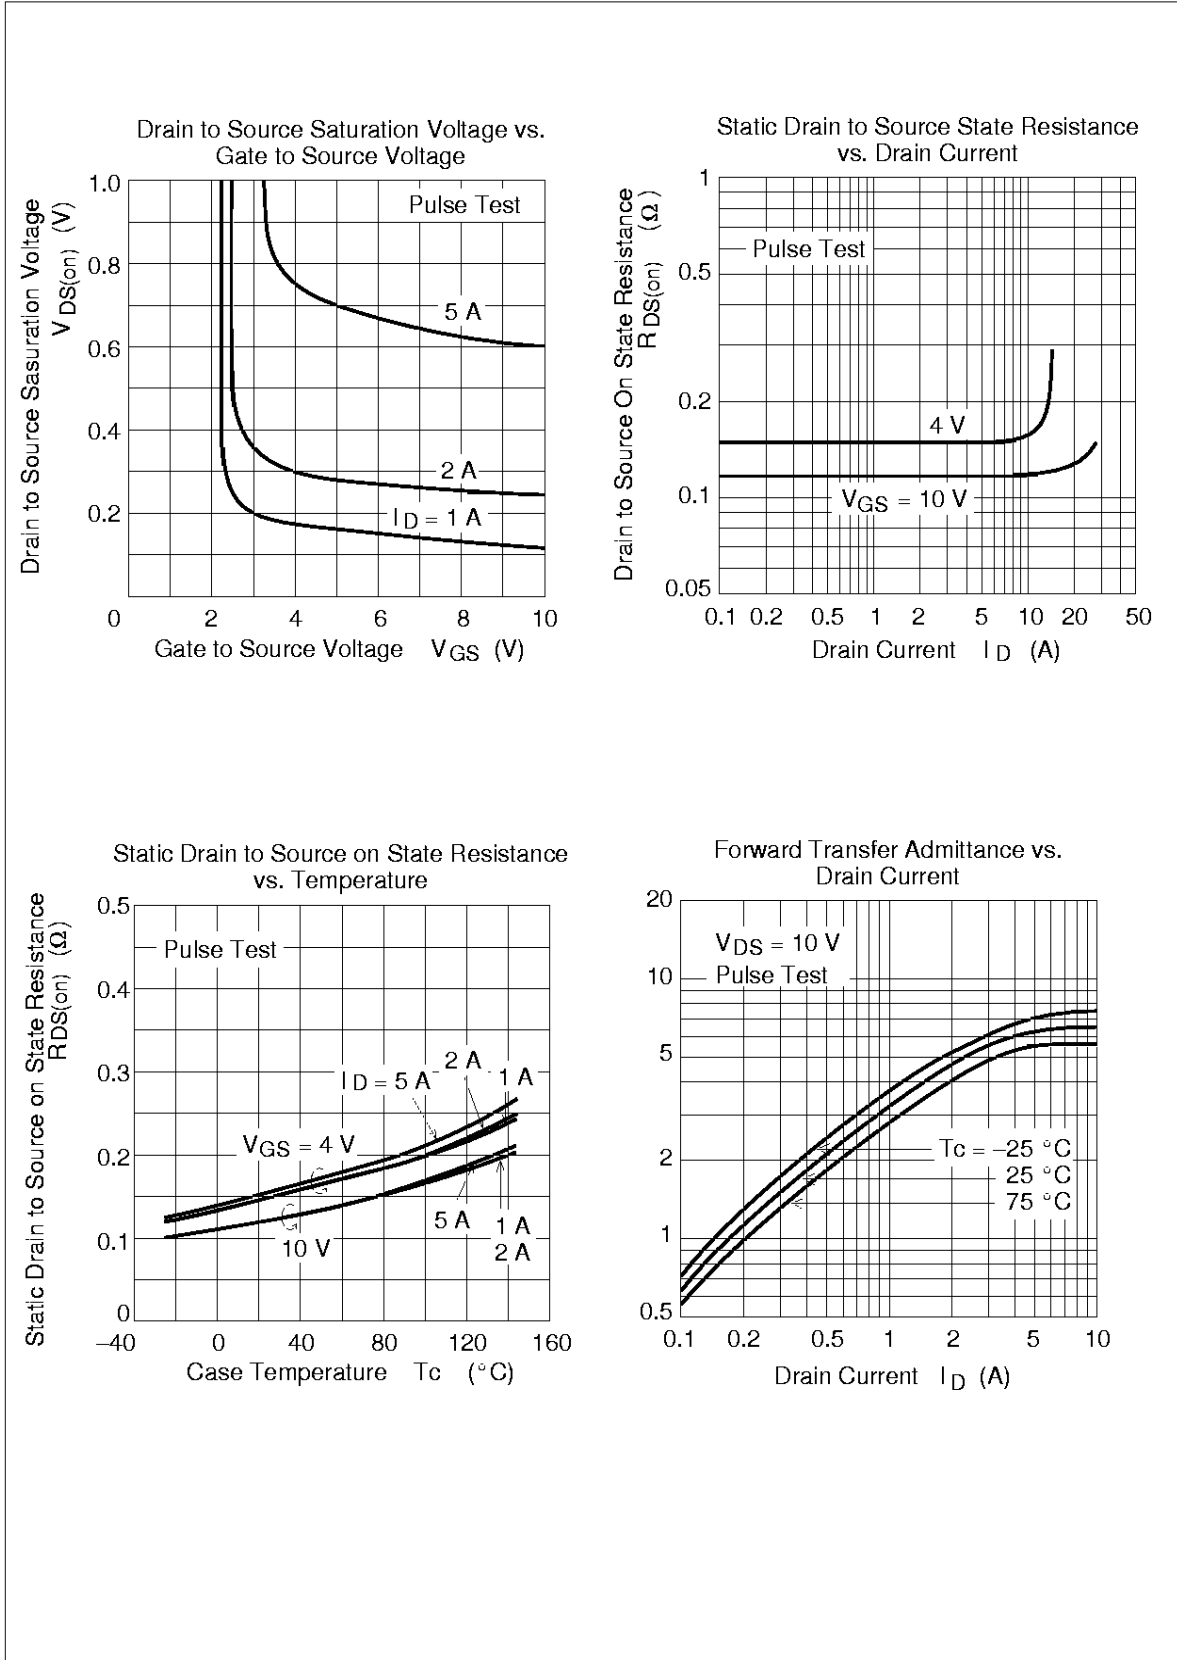 Drain to Source Saturation Voltage vs.
Gate to Source Voltage
Drain to Source Sasuration Voltage
V DS(on) (V)
1.0
0.8
0.6
0.4
0.2
0
2
4
6
8
10
Pulse Test
5 A
2 A
I D = 1 A
Gate to Source Voltage V GS (V)
Static Drain to Source State Resistance
vs. Drain Current
Drain to Source On State Resistance
R DS(on) (Ω)
1
0.5
0.2
0.1
0.05
Pulse Test
4 V
V GS = 10 V
0.1 0.2 0.5 1 2 5 10 20 50
Drain Current I D (A)
Static Drain to Source on State Resistance
vs. Temperature
Static Drain to Source on State Resistance
R DS(on) (Ω)
0.5
0.4
0.3
0.2
0.1
0
Pulse Test
I D = 5 A
2 A
1 A
V GS = 4 V
10 V
5 A
1 A
2 A
–40 0 40 80 120 160
Case Temperature Tc (°C)
Forward Transfer Admittance vs.
Drain Current
20
10
5
2
1
0.5
V DS = 10 V
Pulse Test
Tc = –25 °C
25 °C
75 °C
0.1 0.2 0.5 1 2 5 10
Drain Current I D (A)